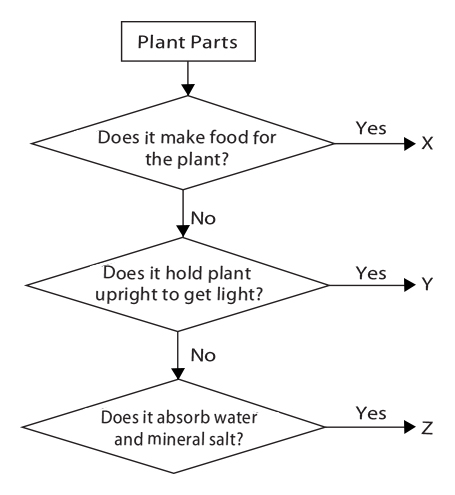 Plant Parts
Does it make food for
the plant?
Yes
X
No
Does it hold plant
upright to get light?
Yes
Y
No
Does it absorb water
and mineral salt?
Yes
Z